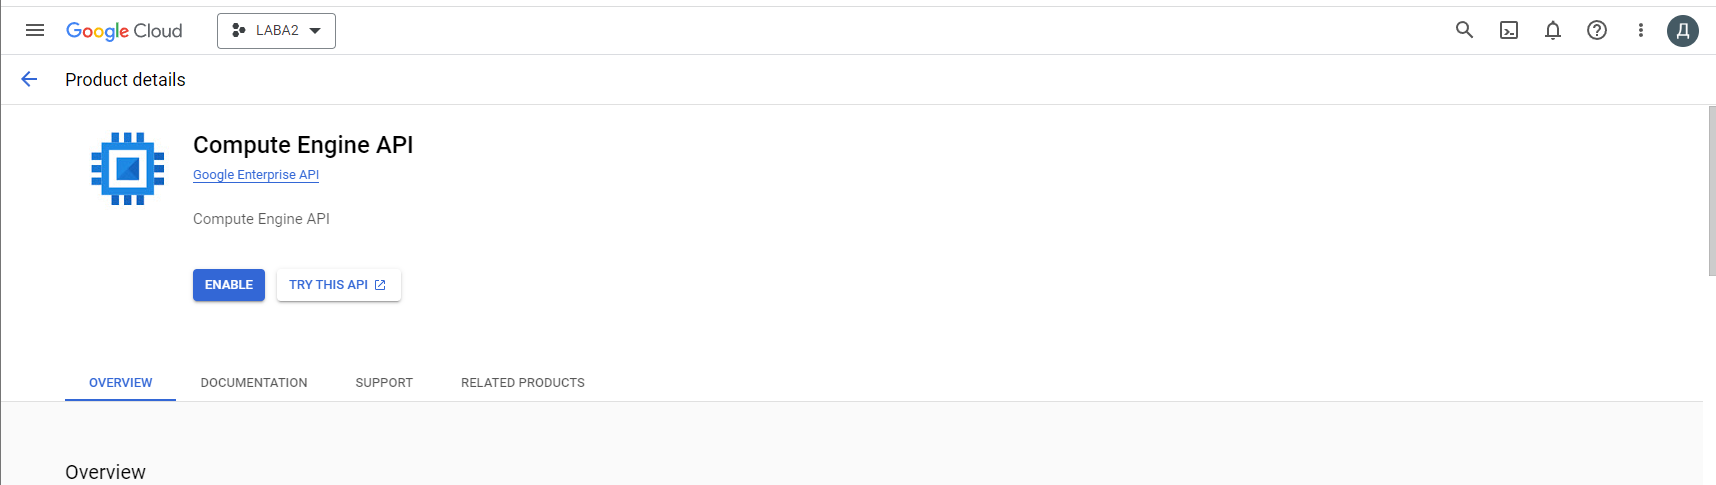 Google Cloud
LABA2
Д
Product details
Compute Engine API
Google Enterprise API
Compute Engine API
ENABLE
TRY THIS API
OVERVIEW
DOCUMENTATION
SUPPORT
RELATED PRODUCTS
Overview